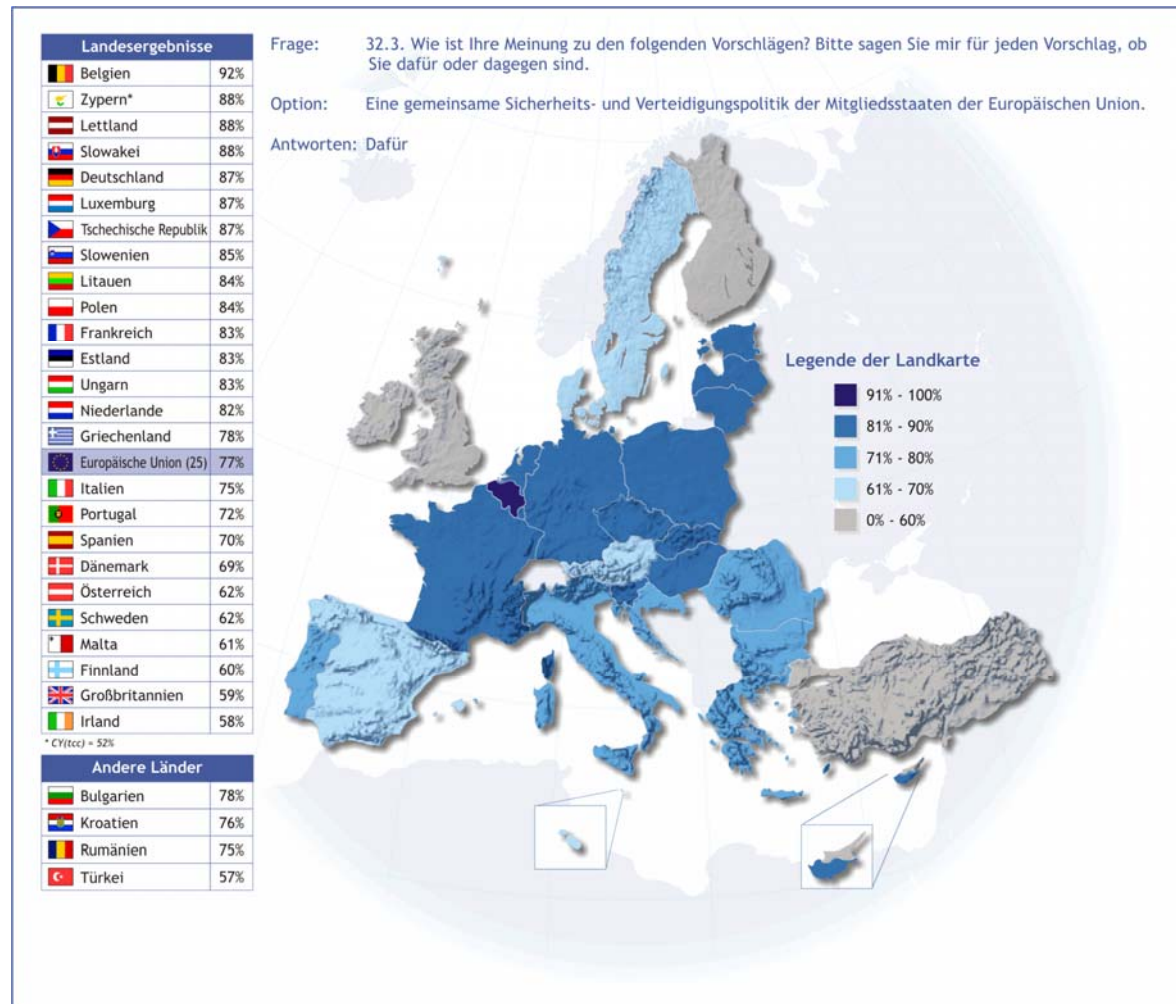 Landesergebnisse
Belgien 92%
Zypern* 88%
Lettland 88%
Slowakei 88%
Deutschland 87%
Luxemburg 87%
Tschechische Republik 87%
Slowenien 85%
Litauen 84%
Polen 84%
Frankreich 83%
Estland 83%
Ungarn 83%
Niederlande 82%
Griechenland 78%
Europäische Union (25) 77%
Italien 75%
Portugal 72%
Spanien 70%
Dänemark 69%
Österreich 62%
Schweden 62%
Malta 61%
Finnland 60%
Großbritannien 59%
Irland 58%
* CY(tcc) = 52%
Andere Länder
Bulgarien 78%
Kroatien 76%
Rumänien 75%
Türkei 57%
Frage: 32.3. Wie ist Ihre Meinung zu den folgenden Vorschlägen? Bitte sagen Sie mir für jeden Vorschlag, ob
Sie dafür oder dagegen sind.
Option: Eine gemeinsame Sicherheits- und Verteidigungspolitik der Mitgliedsstaaten der Europäischen Union.
Antworten: Dafür
Legende der Landkarte
91% - 100%
81% - 90%
71% - 80%
61% - 70%
0% - 60%